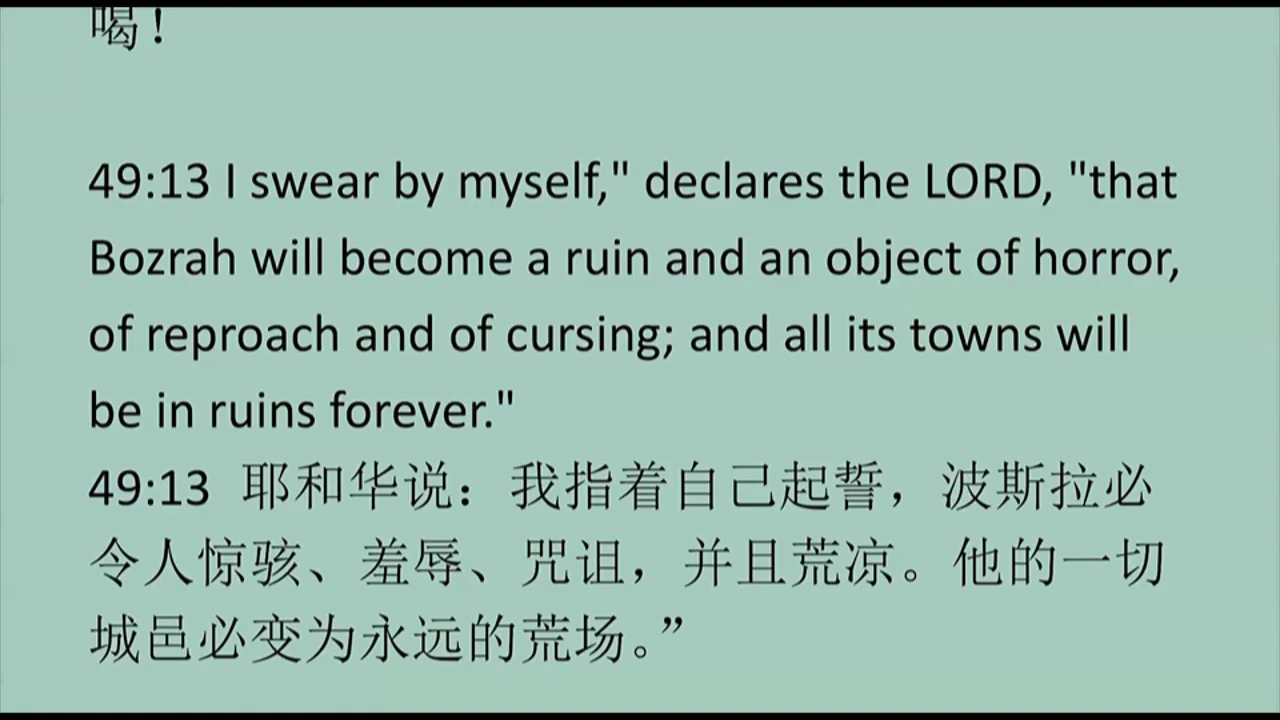 喝！
49:13 I swear by myself," declares the LORD, "that
Bozrah will become a ruin and an object of horror,
of reproach and of cursing; and all its towns will
be in ruins forever."
49:13 耶和华说：我指着自己起誓，波斯拉必
令人惊骇、羞辱、咒诅，并且荒凉。他的一切
城邑必变为永远的荒场。”